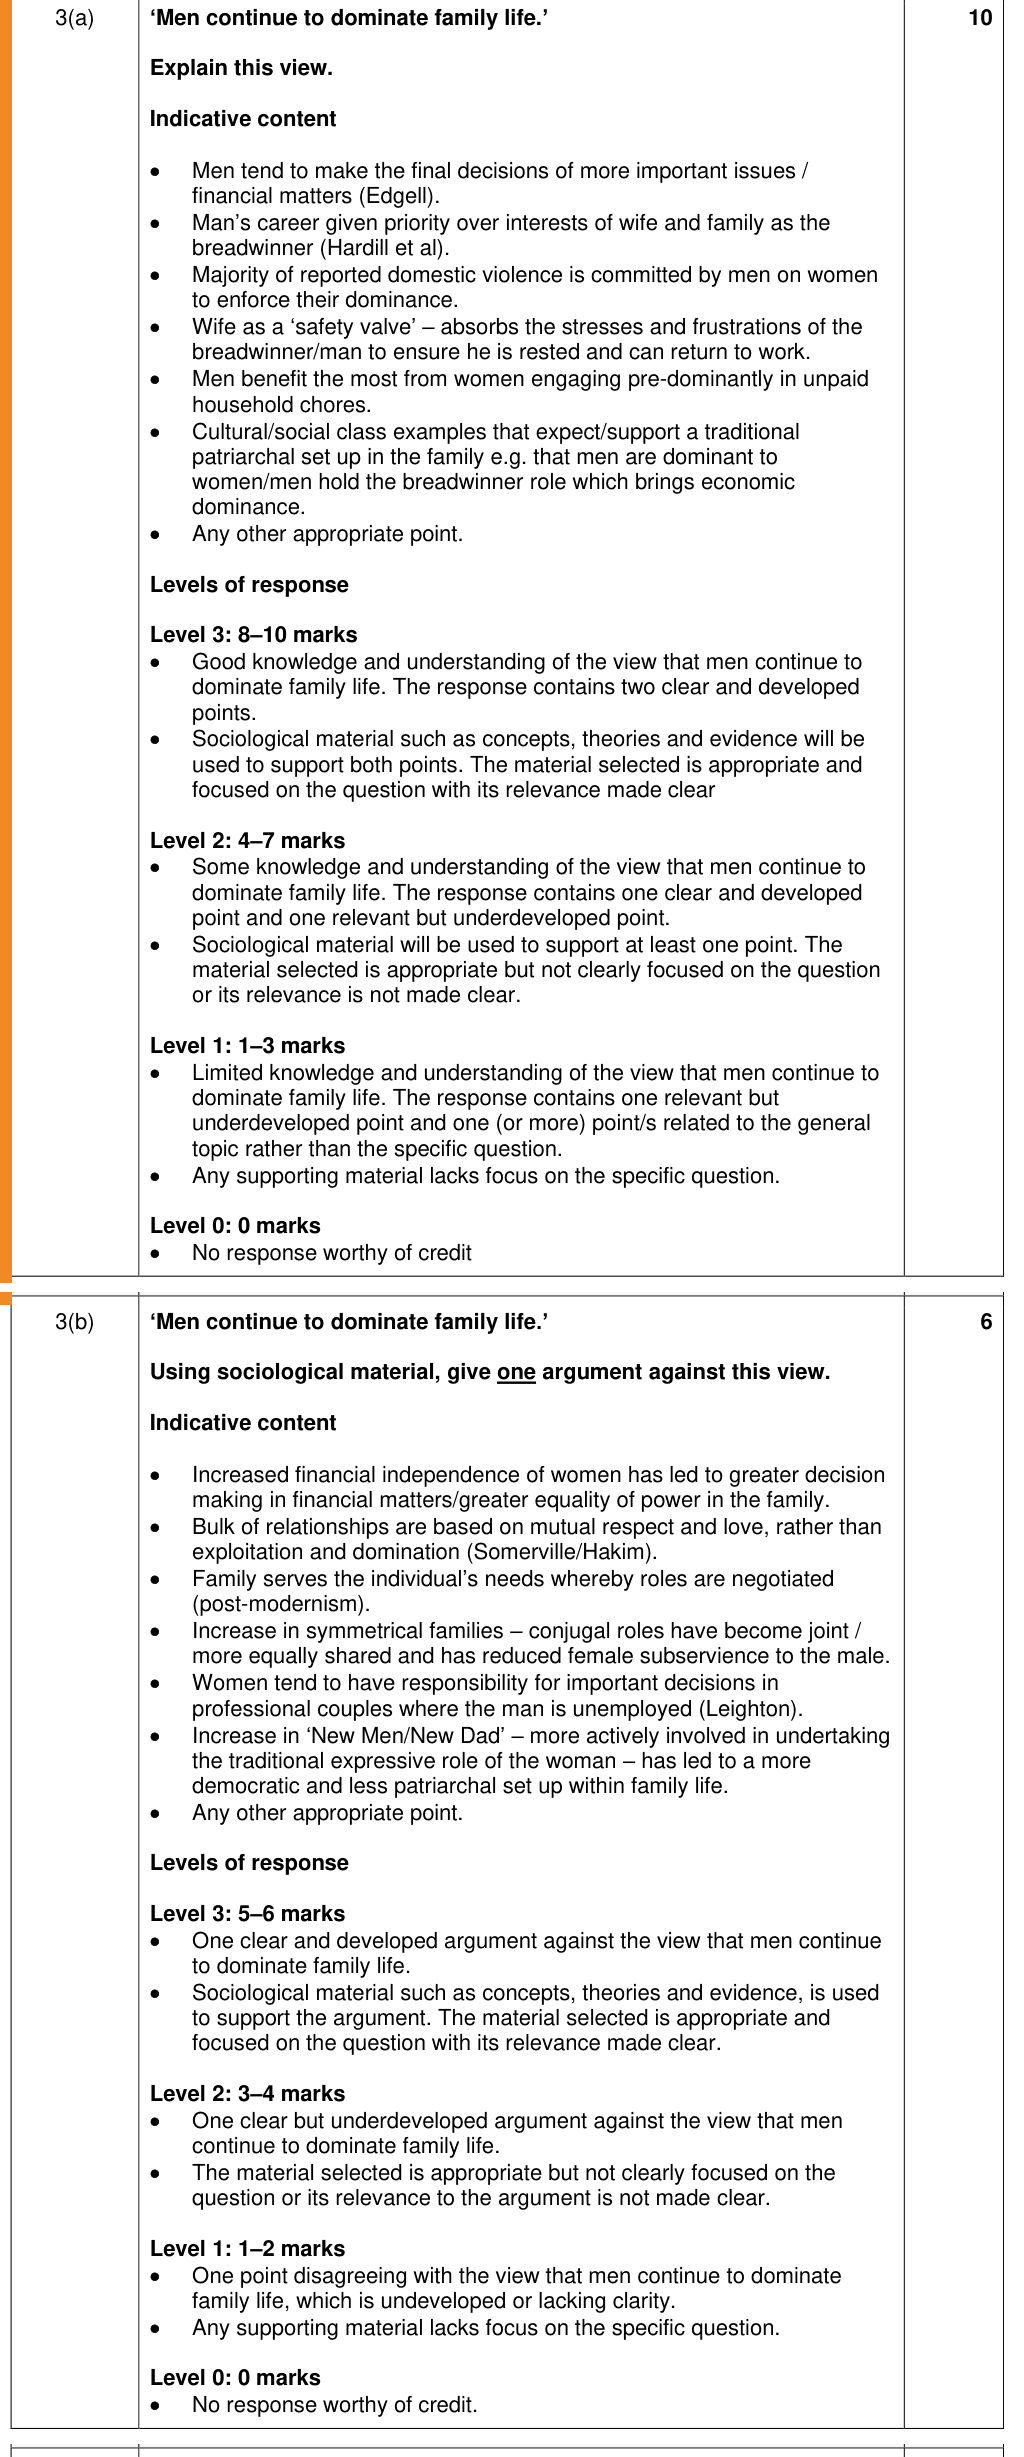 3(a) ‘Men continue to dominate family life.’ 10
Explain this view.
Indicative content
• Men tend to make the final decisions of more important issues /
financial matters (Edgell).
• Man’s career given priority over interests of wife and family as the
breadwinner (Hardill et al).
• Majority of reported domestic violence is committed by men on women
to enforce their dominance.
• Wife as a ‘safety valve’ – absorbs the stresses and frustrations of the
breadwinner/man to ensure he is rested and can return to work.
• Men benefit the most from women engaging pre-dominantly in unpaid
household chores.
• Cultural/social class examples that expect/support a traditional
patriarchal set up in the family e.g. that men are dominant to
women/men hold the breadwinner role which brings economic
dominance.
• Any other appropriate point.
Levels of response
Level 3: 8–10 marks
• Good knowledge and understanding of the view that men continue to
dominate family life. The response contains two clear and developed
points.
• Sociological material such as concepts, theories and evidence will be
used to support both points. The material selected is appropriate and
focused on the question with its relevance made clear
Level 2: 4–7 marks
• Some knowledge and understanding of the view that men continue to
dominate family life. The response contains one clear and developed
point and one relevant but underdeveloped point.
• Sociological material will be used to support at least one point. The
material selected is appropriate but not clearly focused on the question
or its relevance is not made clear.
Level 1: 1–3 marks
• Limited knowledge and understanding of the view that men continue to
dominate family life. The response contains one relevant but
underdeveloped point and one (or more) point/s related to the general
topic rather than the specific question.
• Any supporting material lacks focus on the specific question.
Level 0: 0 marks
• No response worthy of credit
3(b) ‘Men continue to dominate family life.’ 6
Using sociological material, give one argument against this view.
Indicative content
• Increased financial independence of women has led to greater decision
making in financial matters/greater equality of power in the family.
• Bulk of relationships are based on mutual respect and love, rather than
exploitation and domination (Somerville/Hakim).
• Family serves the individual’s needs whereby roles are negotiated
(post-modernism).
• Increase in symmetrical families – conjugal roles have become joint /
more equally shared and has reduced female subservience to the male.
• Women tend to have responsibility for important decisions in
professional couples where the man is unemployed (Leighton).
• Increase in ‘New Men/New Dad’ – more actively involved in undertaking
the traditional expressive role of the woman – has led to a more
democratic and less patriarchal set up within family life.
• Any other appropriate point.
Levels of response
Level 3: 5–6 marks
• One clear and developed argument against the view that men continue
to dominate family life.
• Sociological material such as concepts, theories and evidence, is used
to support the argument. The material selected is appropriate and
focused on the question with its relevance made clear.
Level 2: 3–4 marks
• One clear but underdeveloped argument against the view that men
continue to dominate family life.
• The material selected is appropriate but not clearly focused on the
question or its relevance to the argument is not made clear.
Level 1: 1–2 marks
• One point disagreeing with the view that men continue to dominate
family life, which is undeveloped or lacking clarity.
• Any supporting material lacks focus on the specific question.
Level 0: 0 marks
• No response worthy of credit.